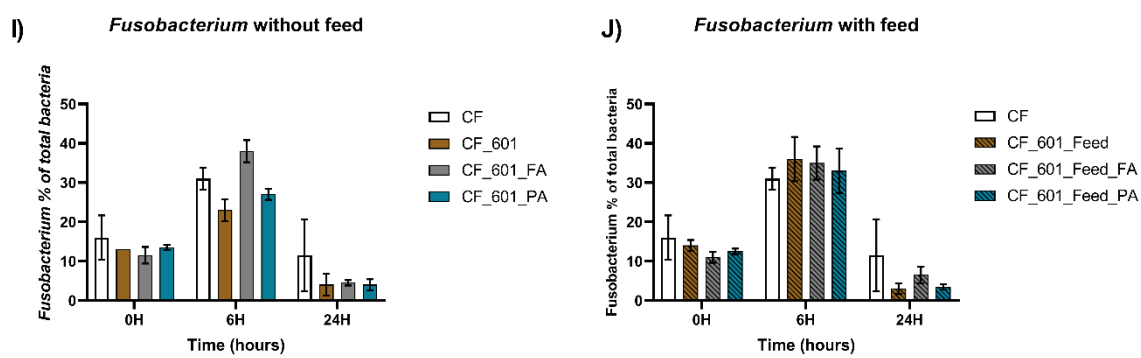 I)
Fusobacterium without feed
Fusobacterium % of total bacteria
50
40
30
20
10
0
0H
6H
24H
Time (hours)
CF
CF_601
CF_601_FA
CF_601_PA
J)
Fusobacterium with feed
Fusobacterium % of total bacteria
50
40
30
20
10
0
0H
6H
24H
Time (hours)
CF
CF_601_Feed
CF_601_Feed_FA
CF_601_Feed_PA